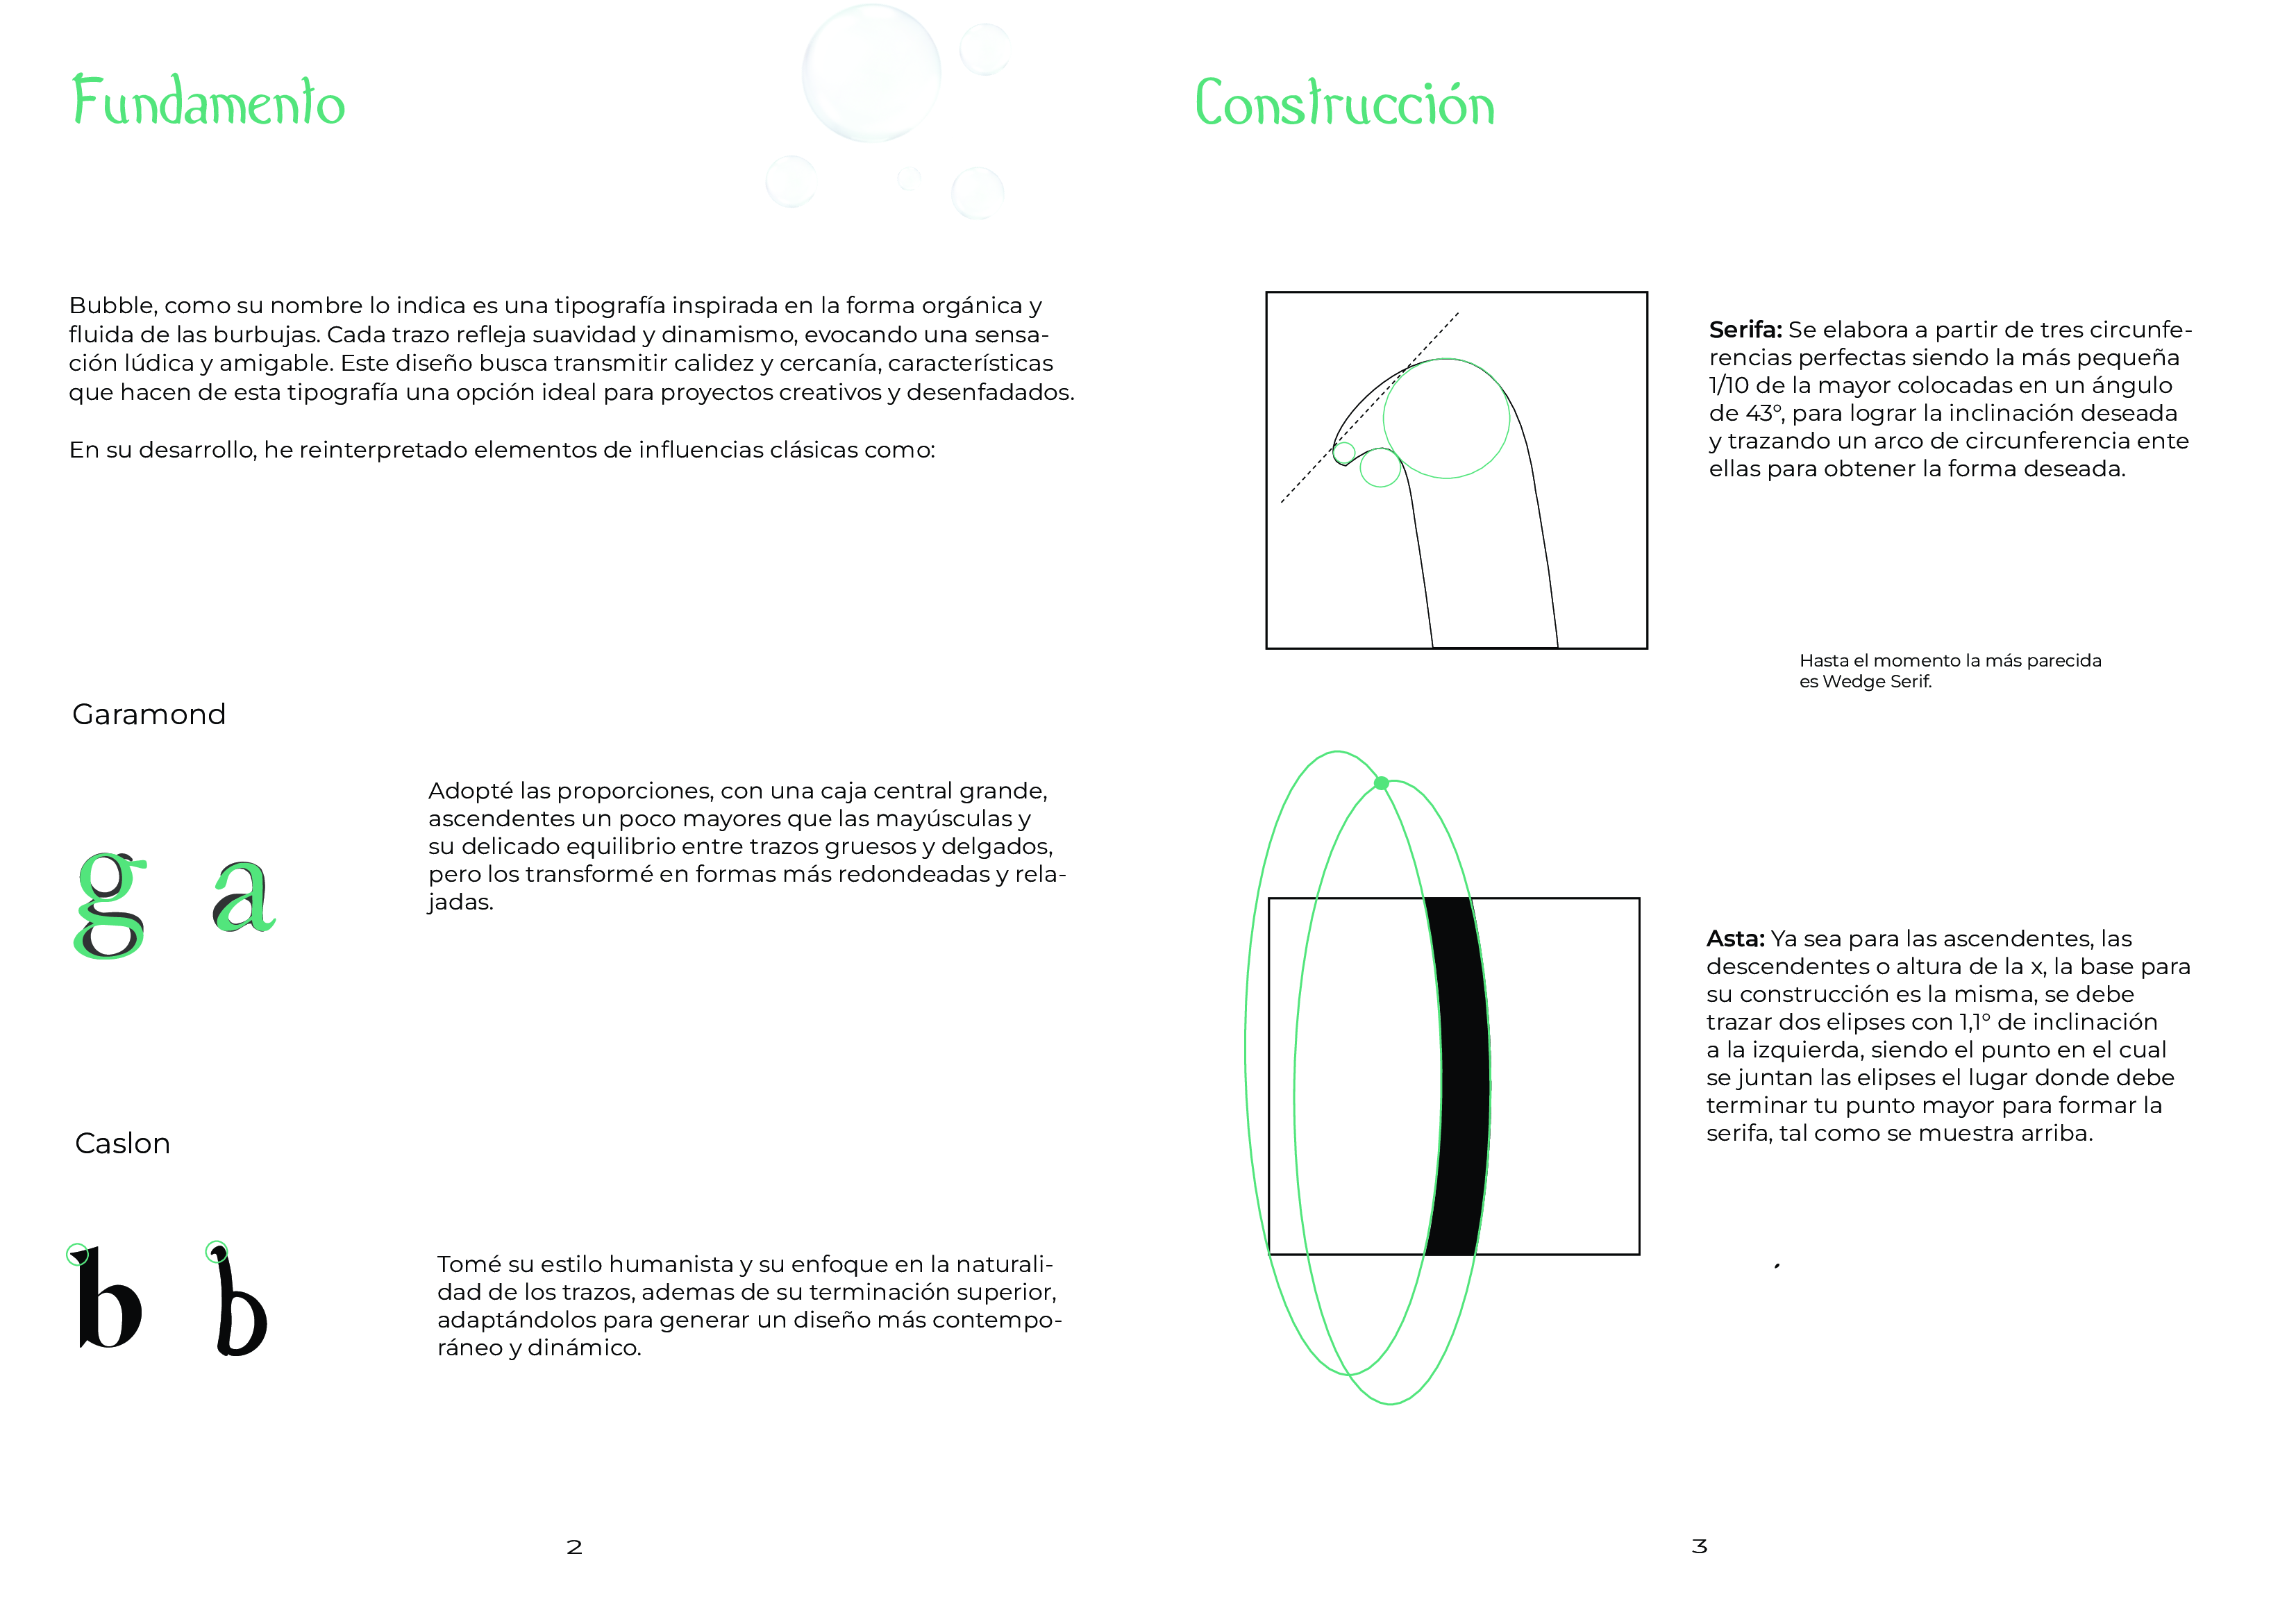 Fundamento
Bubble, como su nombre lo indica es una tipografía inspirada en la forma orgánica y
fluida de las burbujas. Cada trazo refleja suavidad y dinamismo, evocando una sensa-
ción lúdica y amigable. Este diseño busca transmitir calidez y cercanía, características
que hacen de esta tipografía una opción ideal para proyectos creativos y desenfadados.
En su desarrollo, he reinterpretado elementos de influencias clásicas como:
Garamond
g a
Adopté las proporciones, con una caja central grande,
ascendentes un poco mayores que las mayúsculas y
su delicado equilibrio entre trazos gruesos y delgados,
pero los transformé en formas más redondeadas y rela-
jadas.
Caslon
b b
Tomé su estilo humanista y su enfoque en la naturali-
dad de los trazos, ademas de su terminación superior,
adaptándolos para generar un diseño más contempo-
ráneo y dinámico.
2
Construcción
Serifa: Se elabora a partir de tres circunfe-
rencias perfectas siendo la más pequeña
1/10 de la mayor colocadas en un ángulo
de 43°, para lograr la inclinación deseada
y trazando un arco de circunferencia ente
ellas para obtener la forma deseada.
Hasta el momento la más parecida
es Wedge Serif.
Asta: Ya sea para las ascendentes, las
descendentes o altura de la x, la base para
su construcción es la misma, se debe
trazar dos elipses con 1,1° de inclinación
a la izquierda, siendo el punto en el cual
se juntan las elipses el lugar donde debe
terminar tu punto mayor para formar la
serifa, tal como se muestra arriba.
3